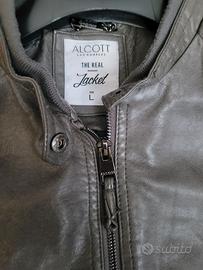 ALCOTT
LOS ANGELES
THE REAL
Jacket
L
subito